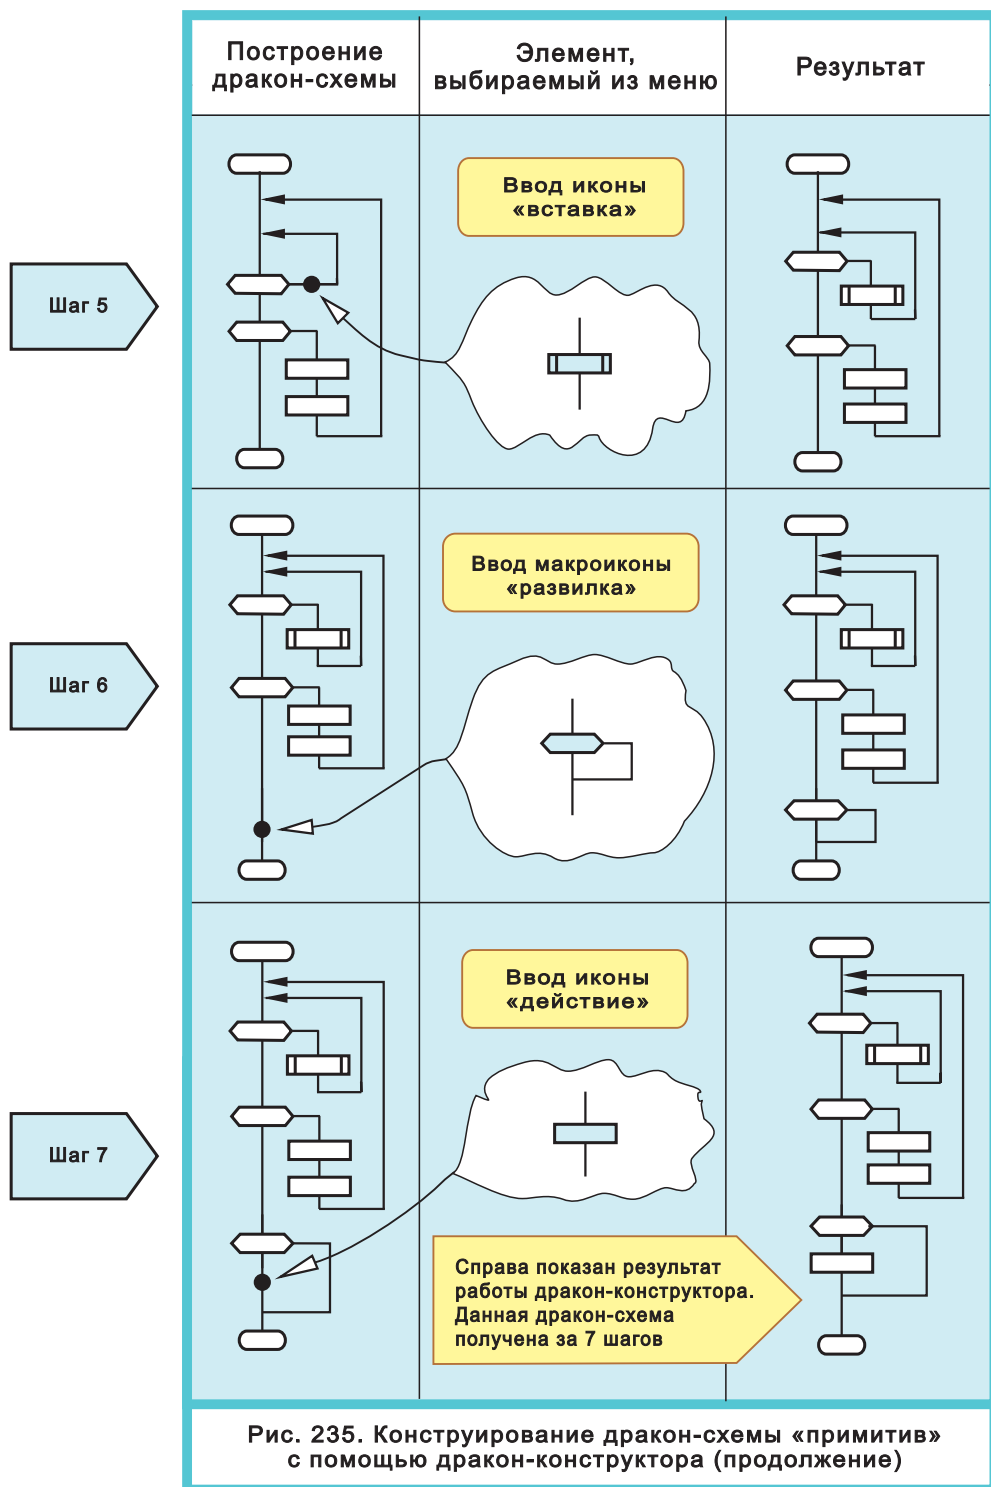 Построение
дракон-схемы
Элемент,
выбираемый из меню
Результат
Шаг 5
Ввод иконы
«вставка»
Шаг 6
Ввод макроиконы
«развилка»
Шаг 7
Ввод иконы
«действие»
Справа показан результат
работы дракон-конструктора.
Данная дракон-схема
получена за 7 шагов
Рис. 235. Конструирование дракон-схемы «примитив»
с помощью дракон-конструктора (продолжение)